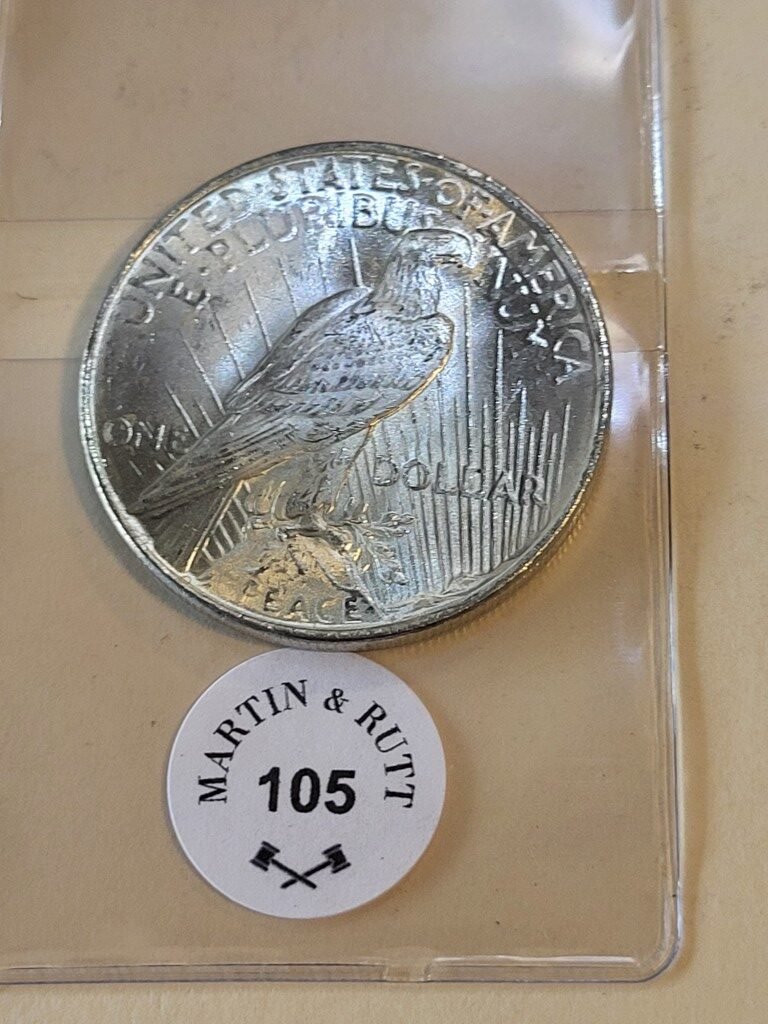 UNITED·STATES·OF·AMERICA
E·PLURIBUS UNUM
ONE DOLLAR
PEACE
MARTIN & RUTT
105